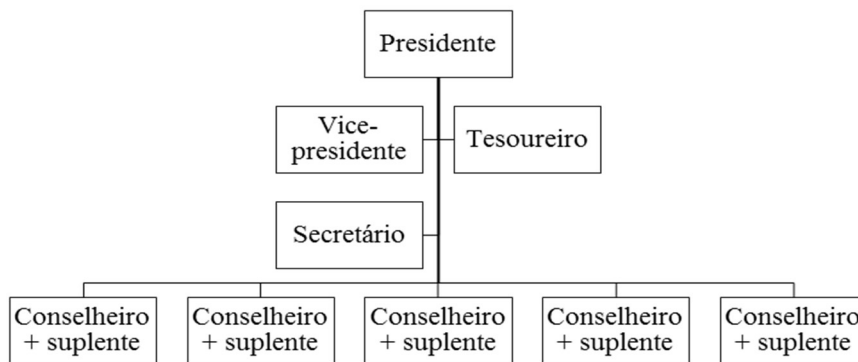 Presidente
Vice-
presidente
Tesoureiro
Secretário
Conselheiro
+ suplente
Conselheiro
+ suplente
Conselheiro
+ suplente
Conselheiro
+ suplente
Conselheiro
+ suplente